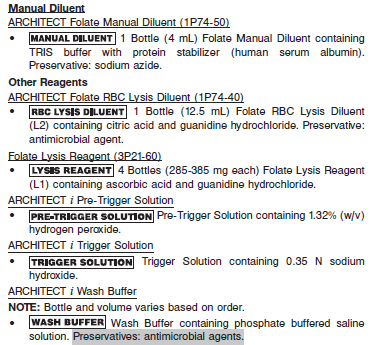 Manual Diluent
ARCHITECT Folate Manual Diluent (1P74-50)
• MANUAL DILUENT 1 Bottle (4 mL) Folate Manual Diluent containing
TRIS buffer with protein stabilizer (human serum albumin).
Preservative: sodium azide.
Other Reagents
ARCHITECT Folate RBC Lysis Diluent (1P74-40)
• RBC LYSIS DILUENT 1 Bottle (12.5 mL) Folate RBC Lysis Diluent
(L2) containing citric acid and guanidine hydrochloride. Preservative:
antimicrobial agent.
Folate Lysis Reagent (3P21-60)
• LYSIS REAGENT 4 Bottles (285-385 mg each) Folate Lysis Reagent
(L1) containing ascorbic acid and guanidine hydrochloride.
ARCHITECT i Pre-Trigger Solution
• PRE-TRIGGER SOLUTION Pre-Trigger Solution containing 1.32% (w/v)
hydrogen peroxide.
ARCHITECT i Trigger Solution
• TRIGGER SOLUTION Trigger Solution containing 0.35 N sodium
hydroxide.
ARCHITECT i Wash Buffer
NOTE: Bottle and volume varies based on order.
• WASH BUFFER Wash Buffer containing phosphate buffered saline
solution. Preservatives: antimicrobial agents.